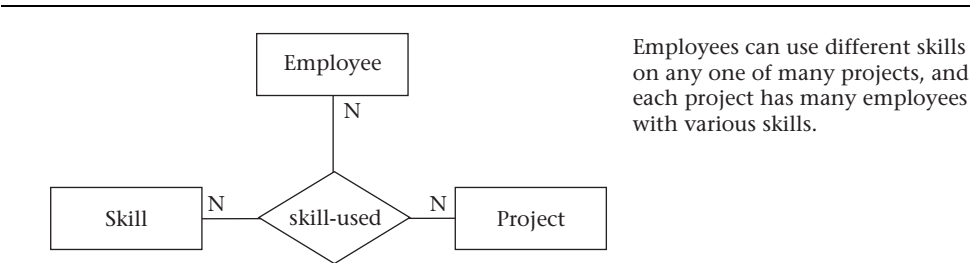 Employee
N
Skill
N
skill-used
N
Project
Employees can use different skills
on any one of many projects, and
each project has many employees
with various skills.